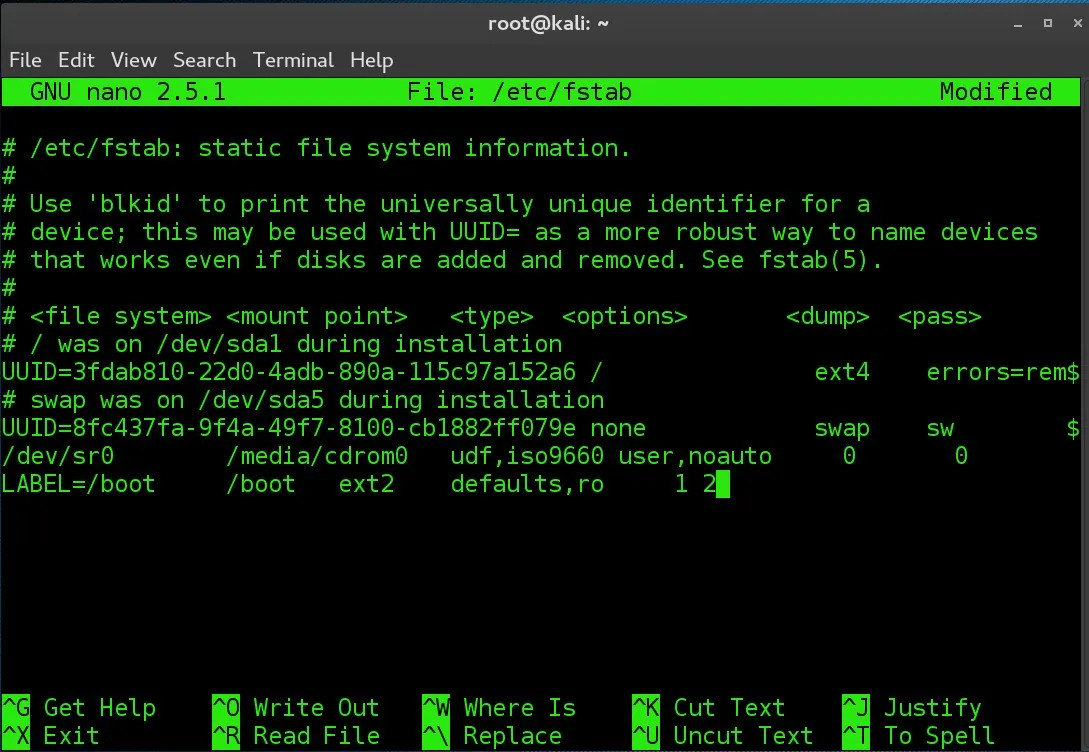 root@kali: ~
File Edit View Search Terminal Help
GNU nano 2.5.1 File: /etc/fstab Modified
# /etc/fstab: static file system information.
#
# Use 'blkid' to print the universally unique identifier for a
# device; this may be used with UUID= as a more robust way to name devices
# that works even if disks are added and removed. See fstab(5).
#
# <file system> <mount point>   <type>  <options>       <dump>  <pass>
# / was on /dev/sda1 during installation
UUID=3fdab810-22d0-4adb-890a-115c97a152a6 /               ext4    errors=rem$
# swap was on /dev/sda5 during installation
UUID=8fc437fa-9f4a-49f7-8100-cb1882ff079e none            swap    sw        $
/dev/sr0        /media/cdrom0   udf,iso9660 user,noauto     0       0
LABEL=/boot     /boot   ext2    defaults,ro     1 2
^G Get Help ^O Write Out ^W Where Is ^K Cut Text ^J Justify
^X Exit ^R Read File ^\ Replace ^U Uncut Text ^T To Spell